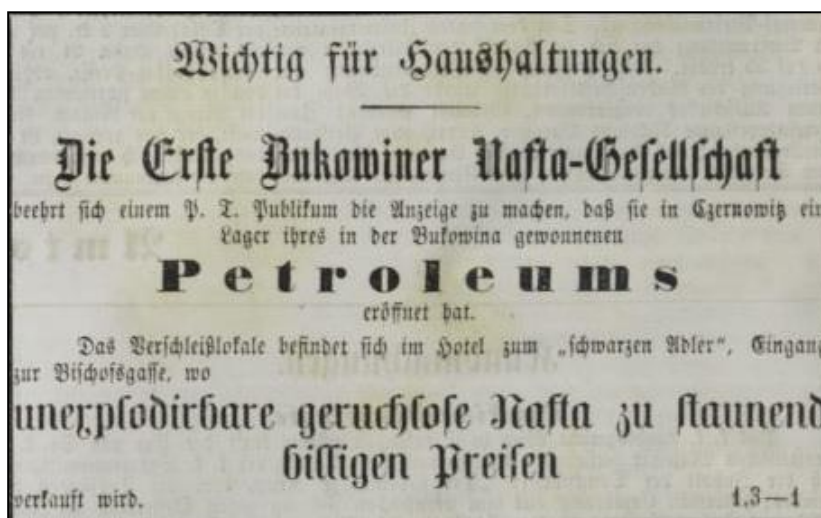 Wichtig für Haushaltungen.
Die Erste Bukowiner Nafta-Gesellschaft
beehrt sich einem P. T. Publikum die Anzeige zu machen, daß sie in Czernowitz ein
Lager ihres in der Bukowina gewonnenen
Petroleums
eröffnet hat.
Das Verschleißlokale befindet sich im Hotel zum „schwarzen Adler“, Eingang
zur Bischofsgasse, wo
unexplodirbare geruchlose Nafta zu staunend
billigen Preisen
verkauft wird. 1,3—1